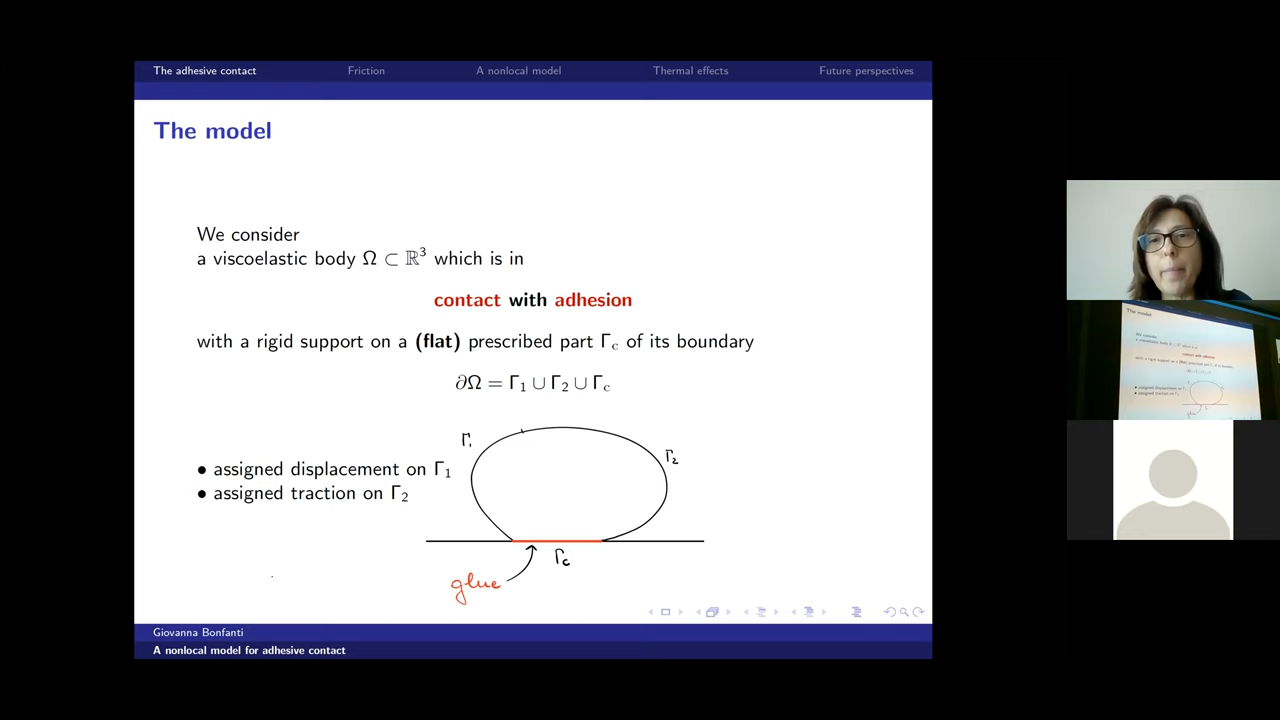 The adhesive contact Friction A nonlocal model Thermal effects Future perspectives
The model
We consider
a viscoelastic body Ω ⊂ ℝ³ which is in
contact with adhesion
with a rigid support on a (flat) prescribed part Γc of its boundary
∂Ω = Γ₁ ∪ Γ₂ ∪ Γc
• assigned displacement on Γ₁
• assigned traction on Γ₂
Γ₁
Γ₂
Γc
glue
Giovanna Bonfanti
A nonlocal model for adhesive contact
The model